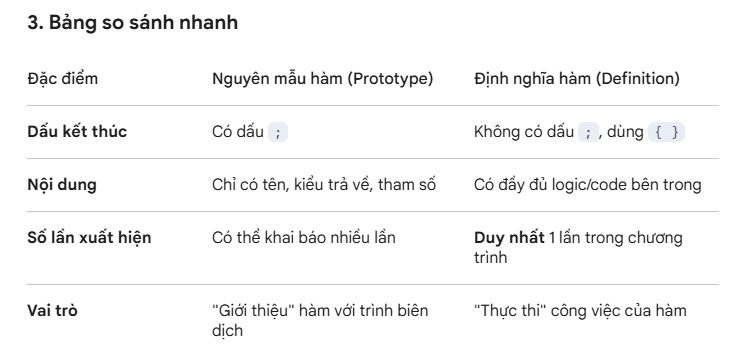 3. Bảng so sánh nhanh
Đặc điểm Nguyên mẫu hàm (Prototype) Định nghĩa hàm (Definition)
Dấu kết thúc Có dấu ; Không có dấu ; , dùng { }
Nội dung Chỉ có tên, kiểu trả về, tham số Có đầy đủ logic/code bên trong
Số lần xuất hiện Có thể khai báo nhiều lần Duy nhất 1 lần trong chương
trình
Vai trò "Giới thiệu" hàm với trình biên "Thực thi" công việc của hàm
dịch